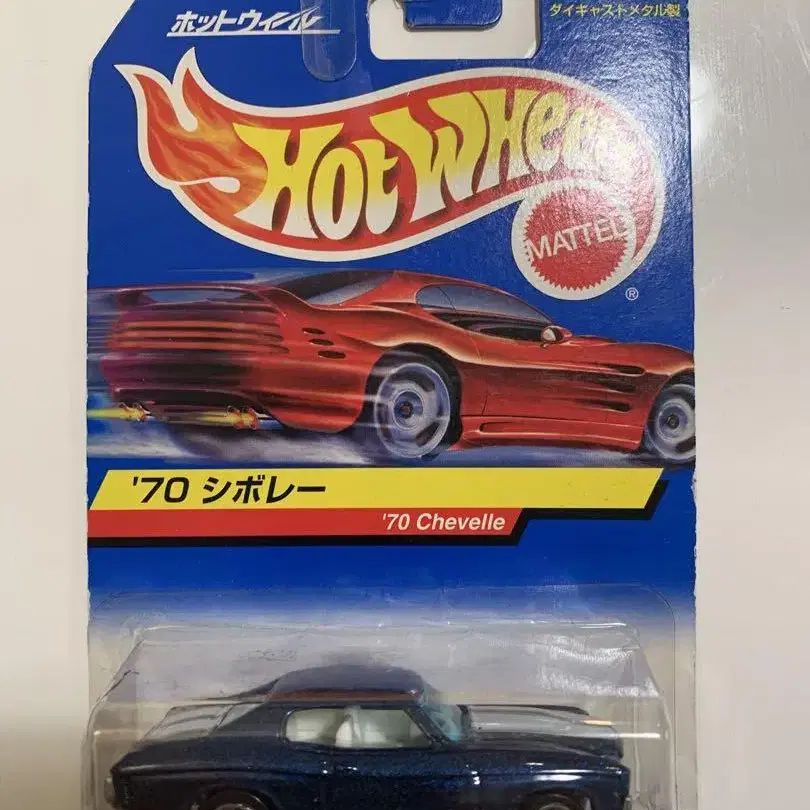 ホットウィール
ダイキャストメタル製
HOT WHEELS
MATTEL
®
'70 シボレー
'70 Chevelle